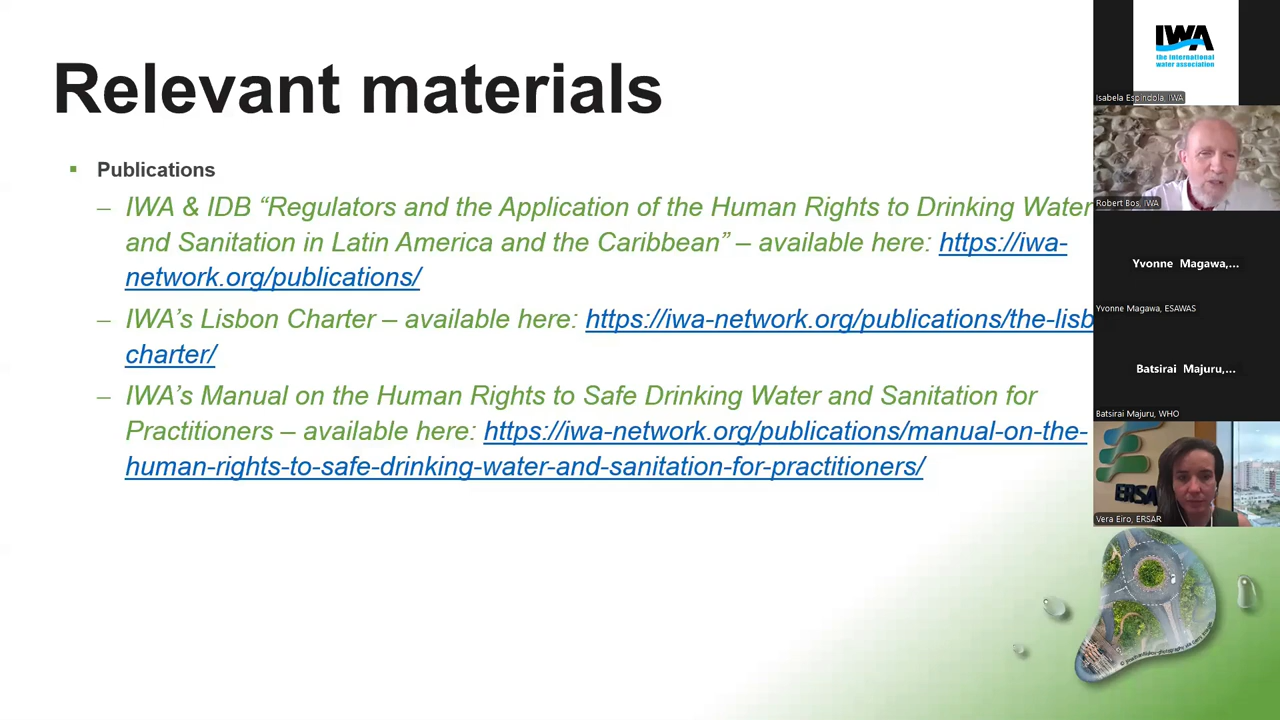 Relevant materials
Publications
– IWA & IDB “Regulators and the Application of the Human Rights to Drinking Water
and Sanitation in Latin America and the Caribbean” – available here: https://iwa-
network.org/publications/
– IWA’s Lisbon Charter – available here: https://iwa-network.org/publications/the-lisb
charter/
– IWA’s Manual on the Human Rights to Safe Drinking Water and Sanitation for
Practitioners – available here: https://iwa-network.org/publications/manual-on-the-
human-rights-to-safe-drinking-water-and-sanitation-for-practitioners/
IWA
the international
water association
Isabela Espindola, IWA
Robert Bos, IWA
Yvonne Magawa,...
Yvonne Magawa, ESAWAS
Batsirai Majuru,...
Batsirai Majuru, WHO
ERSA
Vera Eiro, ERSAR